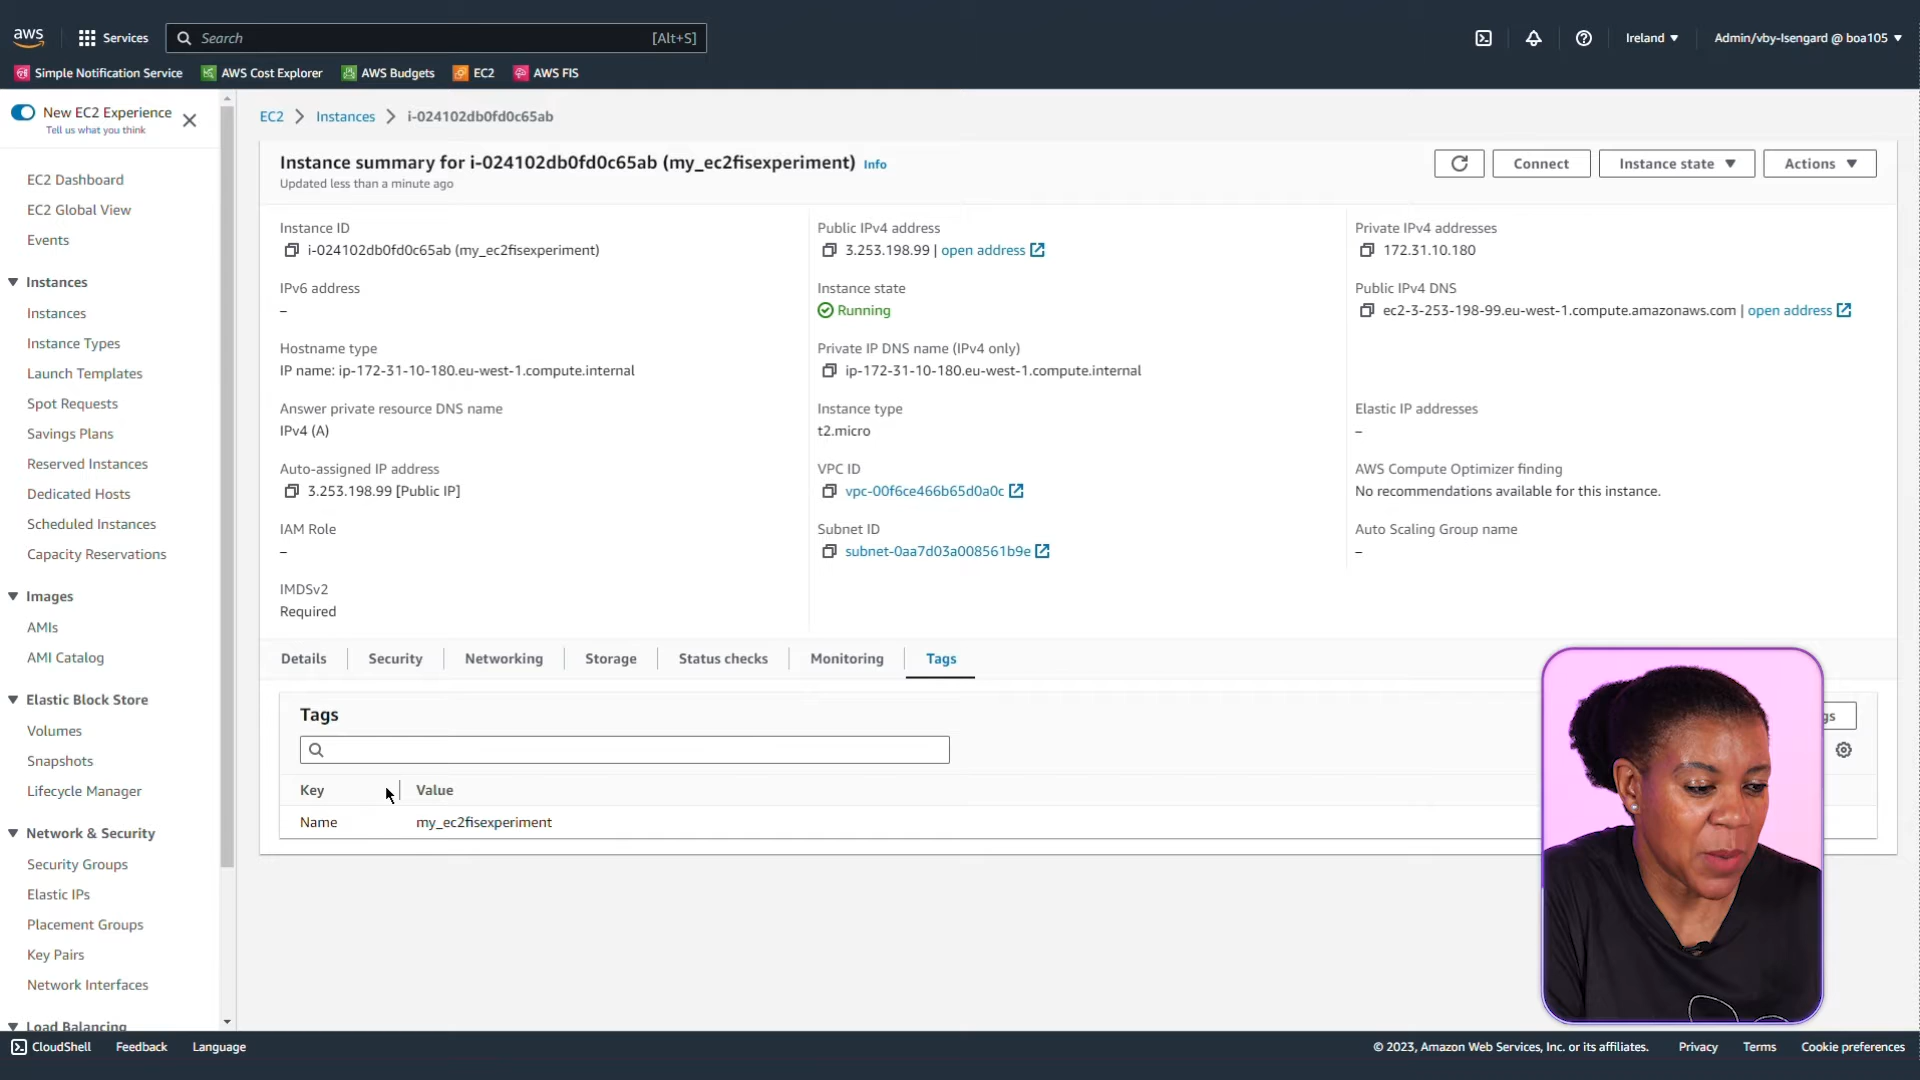 aws
Services
Search
[Alt+S]
Ireland ▼
Admin/vby-Isengard @ boa105 ▼
Simple Notification Service
AWS Cost Explorer
AWS Budgets
EC2
AWS FIS
New EC2 Experience
Tell us what you think
EC2 Dashboard
EC2 Global View
Events
Instances
Instances
Instance Types
Launch Templates
Spot Requests
Savings Plans
Reserved Instances
Dedicated Hosts
Scheduled Instances
Capacity Reservations
Images
AMIs
AMI Catalog
Elastic Block Store
Volumes
Snapshots
Lifecycle Manager
Network & Security
Security Groups
Elastic IPs
Placement Groups
Key Pairs
Network Interfaces
Load Balancing
EC2 > Instances > i-024102db0fd0c65ab
Instance summary for i-024102db0fd0c65ab (my_ec2fisexperiment) Info
Updated less than a minute ago
Connect
Instance state ▼
Actions ▼
Instance ID
i-024102db0fd0c65ab (my_ec2fisexperiment)
IPv6 address
–
Hostname type
IP name: ip-172-31-10-180.eu-west-1.compute.internal
Answer private resource DNS name
IPv4 (A)
Auto-assigned IP address
3.253.198.99 [Public IP]
IAM Role
–
IMDSv2
Required
Public IPv4 address
3.253.198.99 | open address
Instance state
Running
Private IP DNS name (IPv4 only)
ip-172-31-10-180.eu-west-1.compute.internal
Instance type
t2.micro
VPC ID
vpc-00f6ce466b65d0a0c
Subnet ID
subnet-0aa7d03a008561b9e
Private IPv4 addresses
172.31.10.180
Public IPv4 DNS
ec2-3-253-198-99.eu-west-1.compute.amazonaws.com | open address
Elastic IP addresses
–
AWS Compute Optimizer finding
No recommendations available for this instance.
Auto Scaling Group name
–
Details
Security
Networking
Storage
Status checks
Monitoring
Tags
Tags
gs
Key
Value
Name
my_ec2fisexperiment
CloudShell
Feedback
Language
© 2023, Amazon Web Services, Inc. or its affiliates.
Privacy
Terms
Cookie preferences